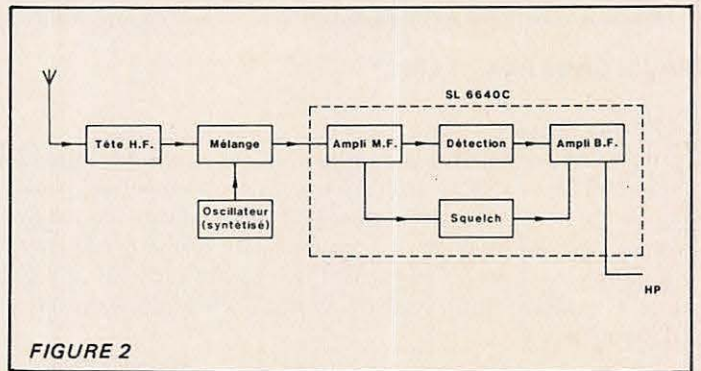 SL 6640C
Tête H.F.
Mélange
Ampli M.F.
Détection
Ampli B.F.
Oscillateur
(syntétisé)
Squelch
HP
FIGURE 2